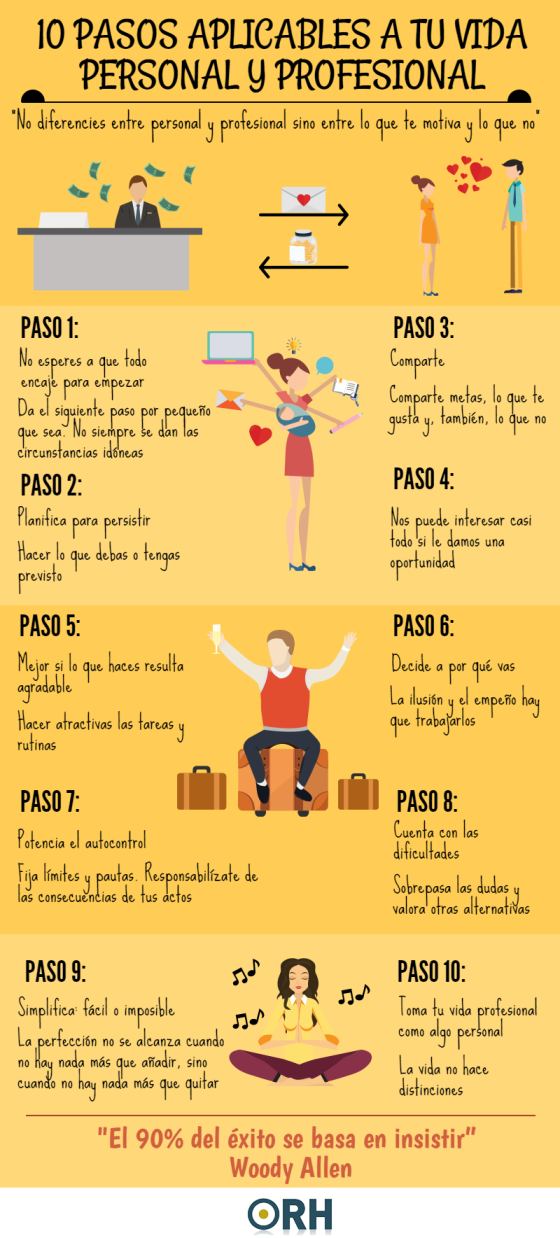 10 PASOS APLICABLES A TU VIDA
PERSONAL Y PROFESIONAL
"No diferencies entre personal y profesional sino entre lo que te motiva y lo que no"
PASO 1:
No esperes a que todo
encaje para empezar
Da el siguiente paso por pequeño
que sea. No siempre se dan las
circunstancias idóneas
PASO 2:
Planifica para persistir
Hacer lo que debas o tengas
previsto
PASO 3:
Comparte
Comparte metas, lo que te
gusta y, también, lo que no
PASO 4:
Nos puede interesar casi
todo si le damos una
oportunidad
PASO 5:
Mejor si lo que haces resulta
agradable
Hacer atractivas las tareas y
rutinas
PASO 6:
Decide a por qué vas
La ilusión y el empeño hay
que trabajarlos
PASO 7:
Potencia el autocontrol
Fija límites y pautas. Responsabilízate de
las consecuencias de tus actos
PASO 8:
Cuenta con las
dificultades
Sobrepasa las dudas y
valora otras alternativas
PASO 9:
Simplifica: fácil o imposible
La perfección no se alcanza cuando
no hay nada más que añadir, sino
cuando no hay nada más que quitar
PASO 10:
Toma tu vida profesional
como algo personal
La vida no hace
distinciones
"El 90% del éxito se basa en insistir"
Woody Allen
ORH